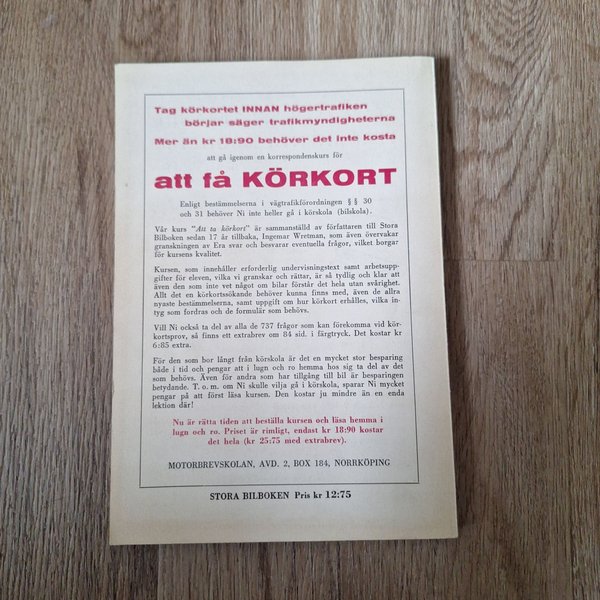 Tag körkortet INNAN högertrafiken
börjar säger trafikmyndigheterna
Mer än kr 18:90 behöver det inte kosta
att gå igenom en korrespondenskurs för
att få KÖRKORT
Enligt bestämmelserna i vägtrafikförordningen § § 30
och 31 behöver Ni inte heller gå i körskola (bilskola).
Vår kurs "Att ta körkort" är sammanställd av författaren till Stora
Bilboken sedan 17 år tillbaka, Ingemar Wretman, som även övervakar
granskningen av Era svar och besvarar eventuella frågor, vilket borgar
för kursens kvalitet.
Kursen, som innehåller erforderlig undervisningstext samt arbetsupp-
gifter för eleven, vilka vi granskar och rättar, är så tydlig och klar att
även den som inte vet något om bilar förstår det hela utan svårighet.
Allt det en körkortssökande behöver kunna finns med, även de allra
nyaste bestämmelserna, samt uppgift om hur körkort erhålles, vilka in-
tyg som fordras och de formulär som behövs.
Vill Ni också ta del av alla de 737 frågor som kan förekomma vid kör-
kortsprov, så finns ett extrabrev om 84 sid. i färgtryck. Det kostar kr
6:85 extra.
För den som bor långt från körskola är det en mycket stor besparing
både i tid och pengar att i lugn och ro hemma hos sig ta del av det
som behövs. Även för andra som har tillgång till bil är besparingen
betydande. T. o. m. om Ni skulle vilja gå i körskola, sparar Ni mycket
pengar på att först läsa kursen. Den kostar ju mindre än en enda
lektion där!
Nu är rätta tiden att beställa kursen och läsa hemma i
lugn och ro. Priset är rimligt, endast kr 18:90 kostar
det hela (kr 25:75 med extrabrev).
MOTORBREVSKOLAN, AVD. 2, BOX 184, NORRKÖPING
STORA BILBOKEN Pris kr 12:75